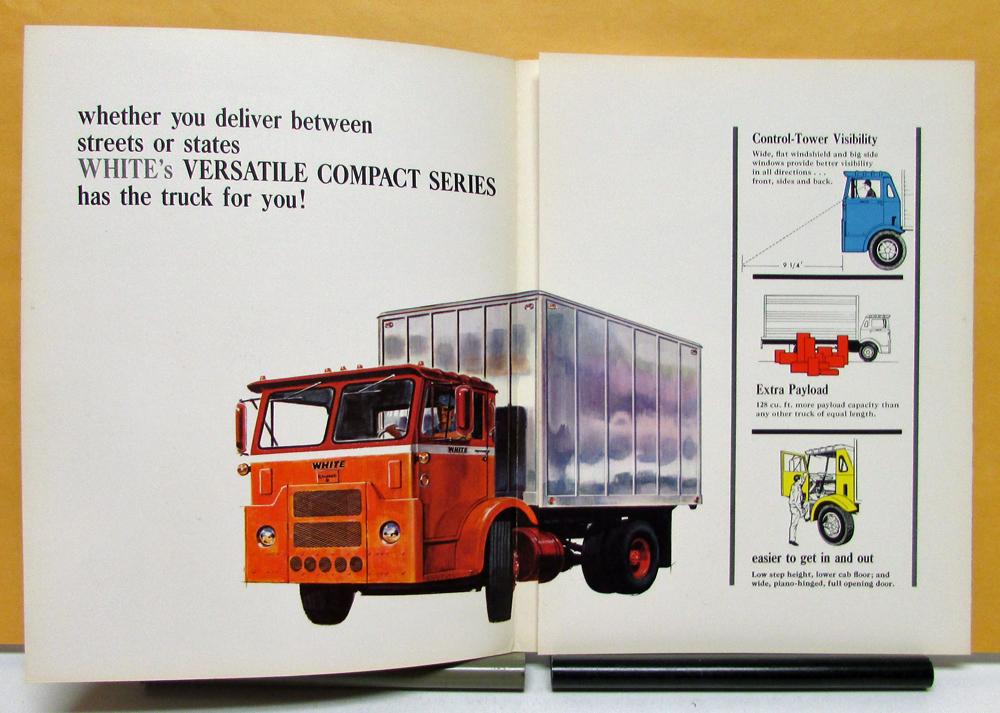 whether you deliver between
streets or states
WHITE's VERSATILE COMPACT SERIES
has the truck for you!
WHITE
WHITE
Control-Tower Visibility
Wide, flat windshield and big side
windows provide better visibility
in all directions . . .
front, sides and back.
9 1/4'
Extra Payload
128 cu. ft. more payload capacity than
any other truck of equal length.
easier to get in and out
Low step height, lower cab floor; and
wide, piano-hinged, full opening door.